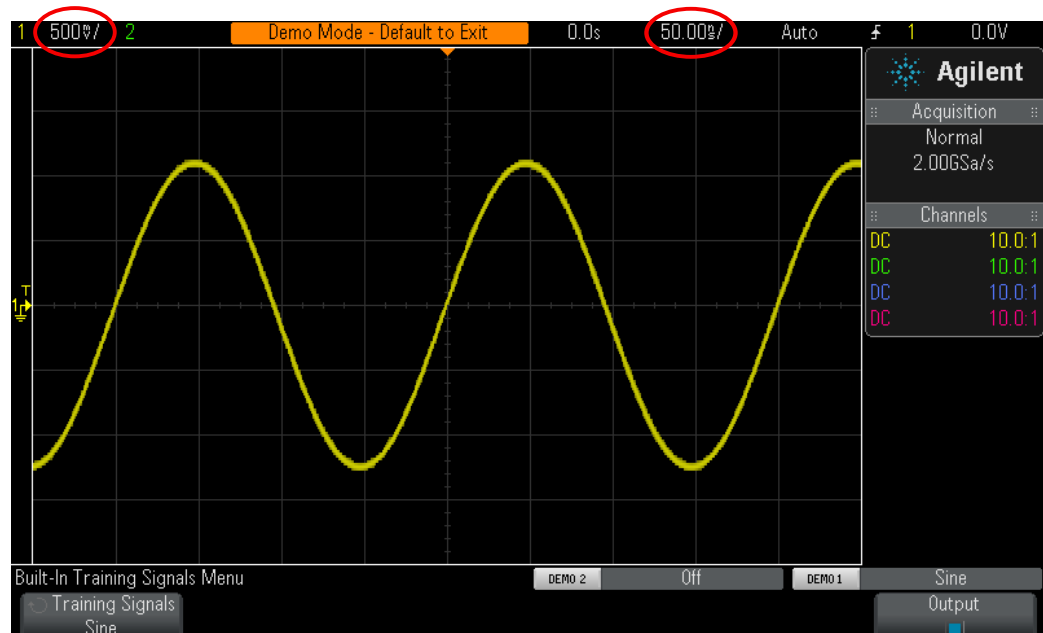 1 500mV/ 2 Demo Mode - Default to Exit 0.0s 50.00ns/ Auto 1 0.0V
Agilent
Acquisition
Normal
2.00GSa/s
Channels
DC 10.0:1
DC 10.0:1
DC 10.0:1
DC 10.0:1
T
1
Built-In Training Signals Menu DEMO 2 Off DEMO 1 Sine
Training Signals Output
Sine